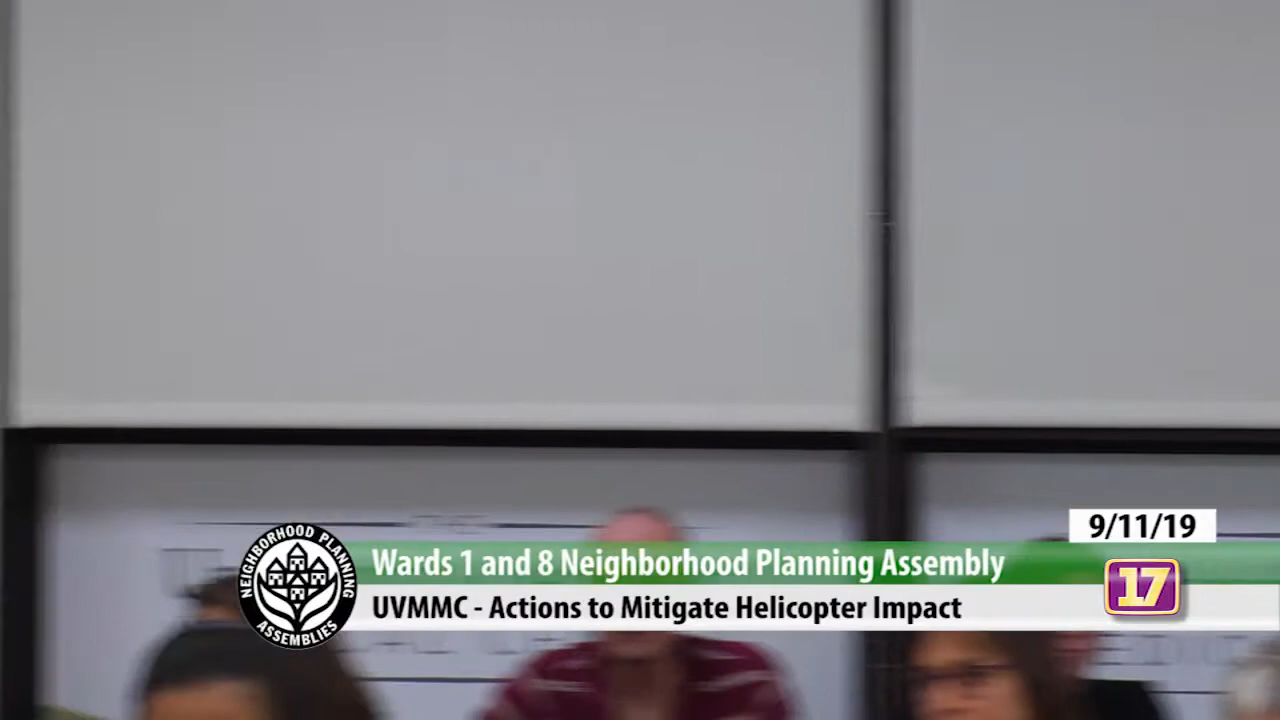 THE
9/11/19
NEIGHBORHOOD PLANNING
ASSEMBLIES
Wards 1 and 8 Neighborhood Planning Assembly
17
UVMMC - Actions to Mitigate Helicopter Impact